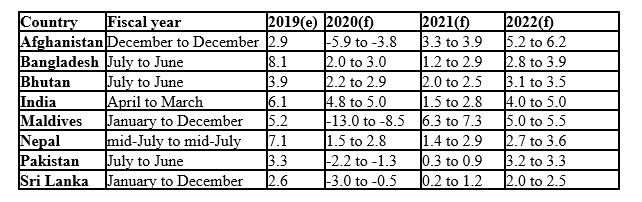 Country Fiscal year 2019(e) 2020(f) 2021(f) 2022(f)
Afghanistan December to December 2.9 -5.9 to -3.8 3.3 to 3.9 5.2 to 6.2
Bangladesh July to June 8.1 2.0 to 3.0 1.2 to 2.9 2.8 to 3.9
Bhutan July to June 3.9 2.2 to 2.9 2.0 to 2.5 3.1 to 3.5
India April to March 6.1 4.8 to 5.0 1.5 to 2.8 4.0 to 5.0
Maldives January to December 5.2 -13.0 to -8.5 6.3 to 7.3 5.0 to 5.5
Nepal mid-July to mid-July 7.1 1.5 to 2.8 1.4 to 2.9 2.7 to 3.6
Pakistan July to June 3.3 -2.2 to -1.3 0.3 to 0.9 3.2 to 3.3
Sri Lanka January to December 2.6 -3.0 to -0.5 0.2 to 1.2 2.0 to 2.5